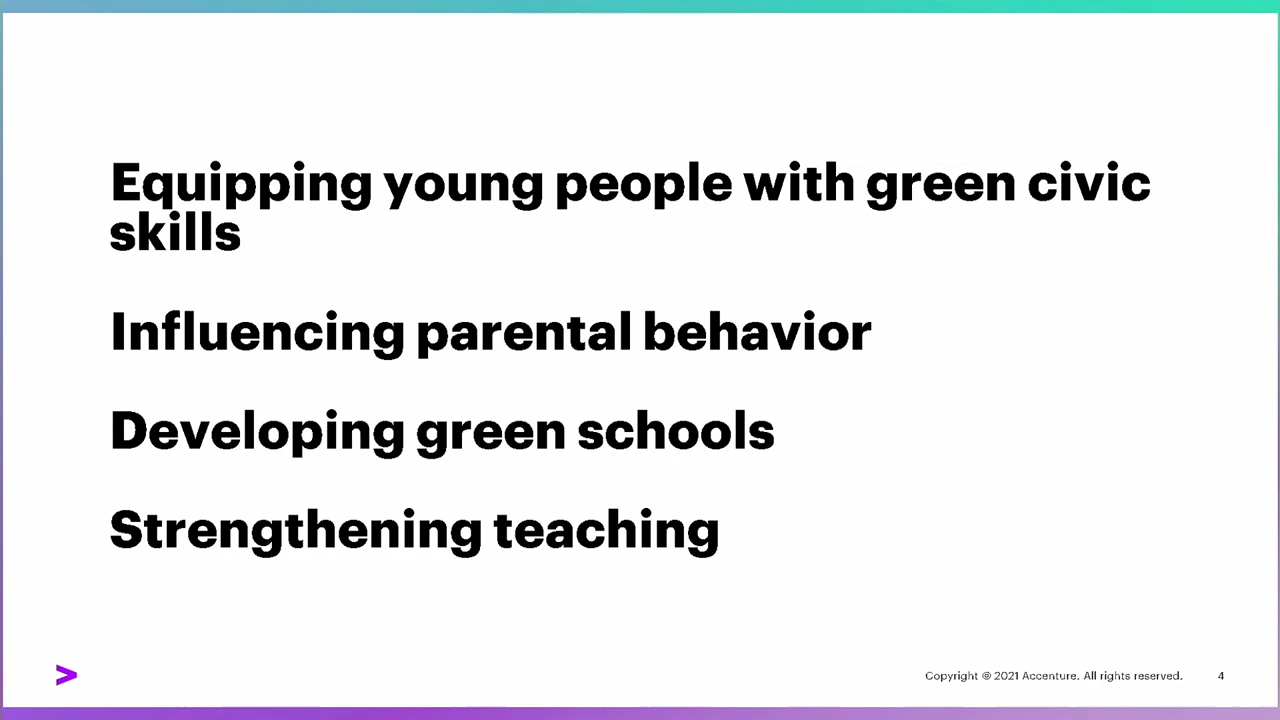 Equipping young people with green civic
skills
Influencing parental behavior
Developing green schools
Strengthening teaching
>
Copyright © 2021 Accenture. All rights reserved. 4